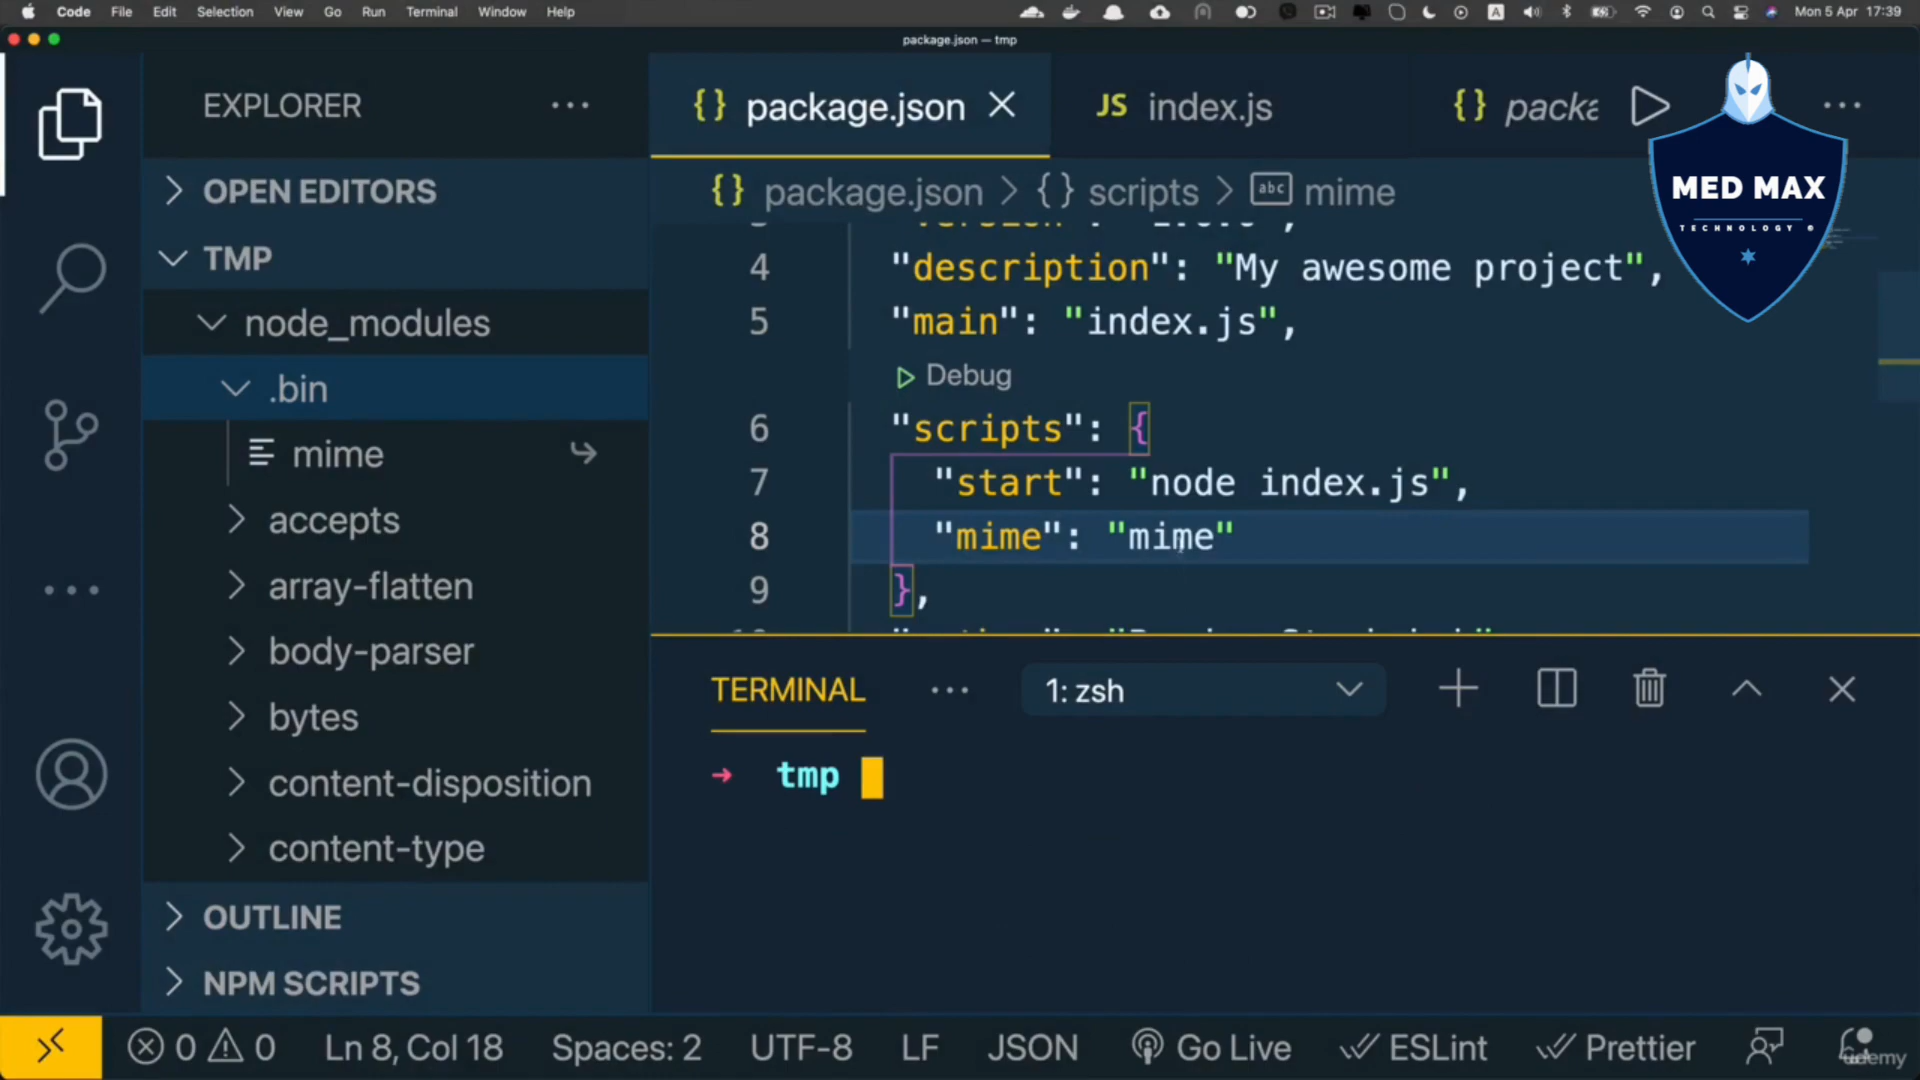 Code File Edit Selection View Go Run Terminal Window Help
A
Mon 5 Apr 17:39
package.json — tmp
EXPLORER ···
{} package.json
JS index.js
{} packa
···
MED MAX
TECHNOLOGY ®
OPEN EDITORS
{} package.json > {} scripts > abc mime
TMP
4 "description": "My awesome project",
node_modules
5 "main": "index.js",
Debug
.bin
6 "scripts": {
mime
7 "start": "node index.js",
accepts
8 "mime": "mime"
array-flatten
9 },
body-parser
TERMINAL ··· 1: zsh
bytes
→ tmp
content-disposition
content-type
OUTLINE
NPM SCRIPTS
0 0 Ln 8, Col 18 Spaces: 2 UTF-8 LF JSON Go Live ESLint Prettier
ûdemy